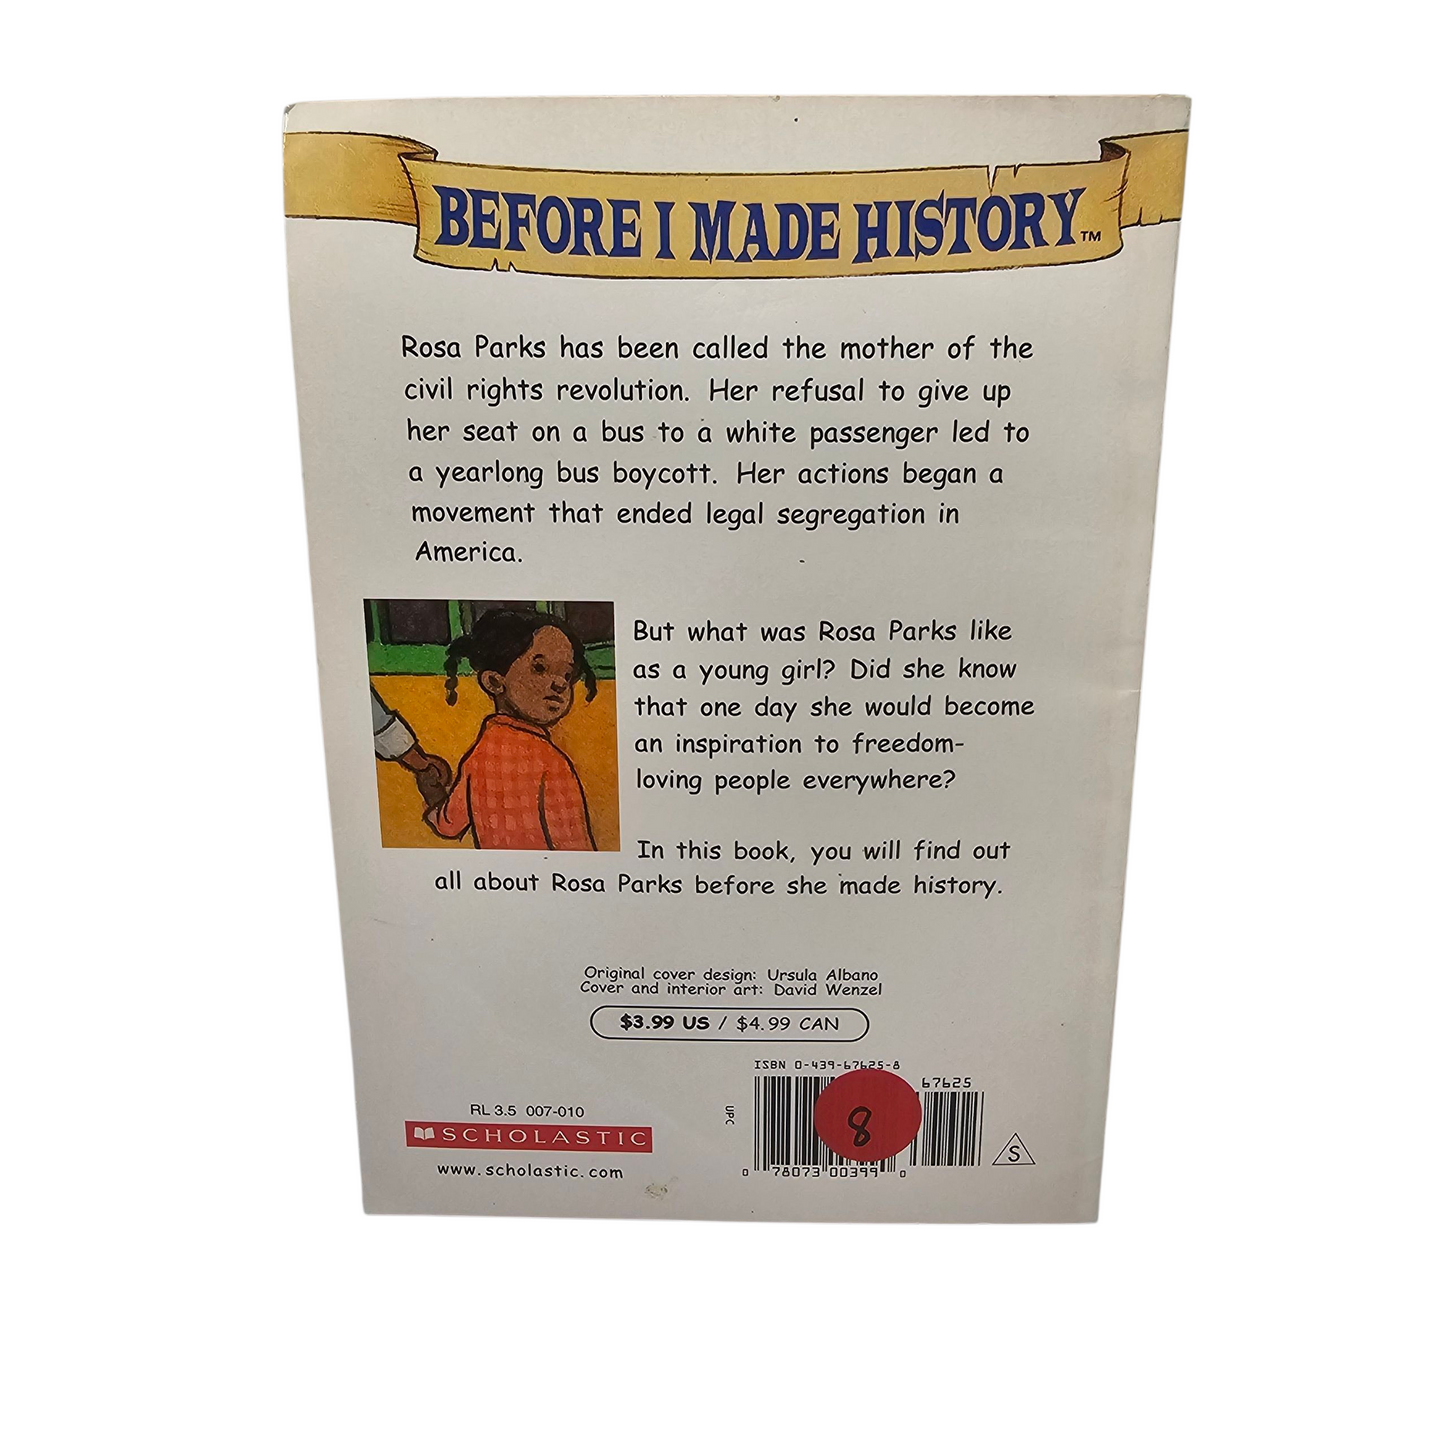 BEFORE I MADE HISTORY™
Rosa Parks has been called the mother of the
civil rights revolution. Her refusal to give up
her seat on a bus to a white passenger led to
a yearlong bus boycott. Her actions began a
movement that ended legal segregation in
America.
But what was Rosa Parks like
as a young girl? Did she know
that one day she would become
an inspiration to freedom-
loving people everywhere?
In this book, you will find out
all about Rosa Parks before she made history.
Original cover design: Ursula Albano
Cover and interior art: David Wenzel
$3.99 US / $4.99 CAN
ISBN 0-439-67625-8
67625
UPC
8
0 78073 00399 0
S
RL 3.5 007-010
SCHOLASTIC
www.scholastic.com